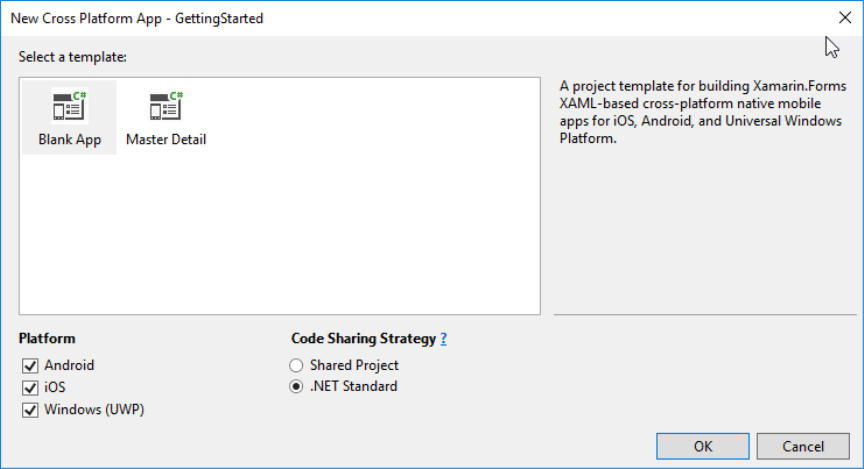 New Cross Platform App - GettingStarted
Select a template:
C#
C#
Blank App
Master Detail
A project template for building Xamarin.Forms
XAML-based cross-platform native mobile
apps for iOS, Android, and Universal Windows
Platform.
Platform
Android
iOS
Windows (UWP)
Code Sharing Strategy ?
Shared Project
.NET Standard
OK
Cancel